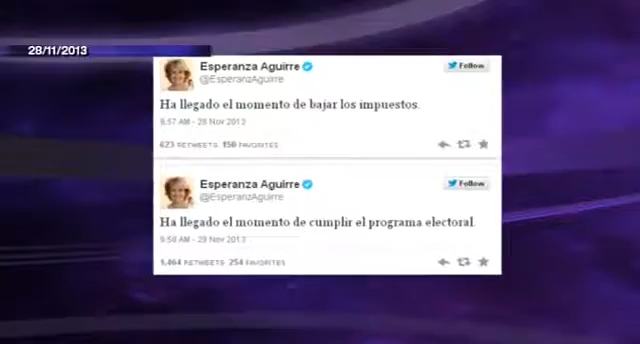 28/11/2013
Esperanza Aguirre
Follow
@EsperanzAguirre
Ha llegado el momento de bajar los impuestos.
9:57 AM - 28 Nov 2013
623 RETWEETS 150 FAVORITES
Esperanza Aguirre
Follow
@EsperanzAguirre
Ha llegado el momento de cumplir el programa electoral
9:58 AM - 28 Nov 2013
1,464 RETWEETS 254 FAVORITES